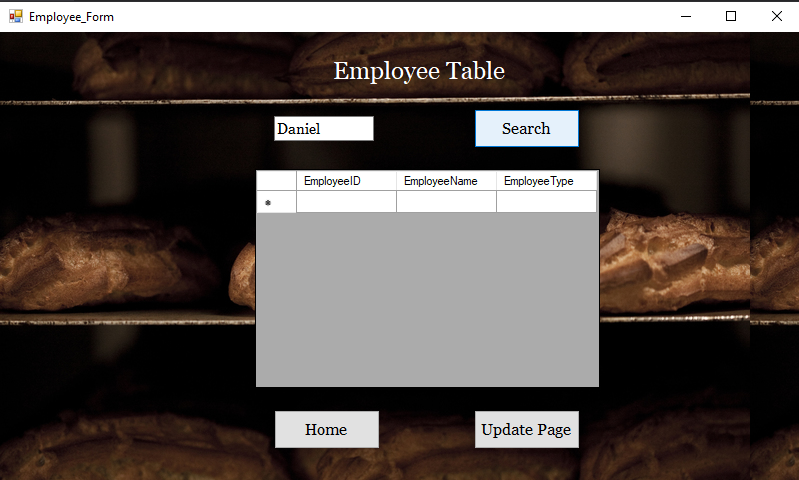 Employee_Form
Employee Table
Daniel
Search
EmployeeID EmployeeName EmployeeType
Home
Update Page